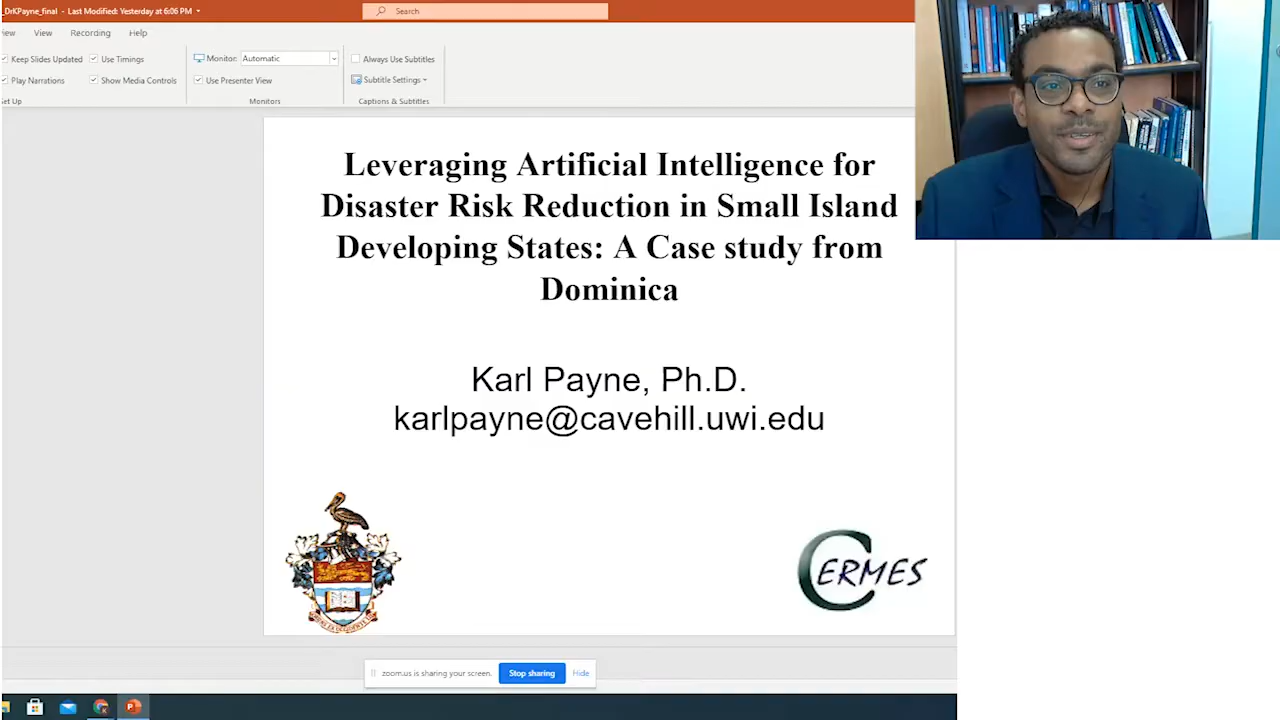 _DrKPayne_final - Last Modified: Yesterday at 6:06 PM
Search
View
Recording
Help
Keep Slides Updated
Use Timings
Monitor:
Automatic
Always Use Subtitles
Play Narrations
Show Media Controls
Use Presenter View
Subtitle Settings
Set Up
Monitors
Captions & Subtitles
Leveraging Artificial Intelligence for
Disaster Risk Reduction in Small Island
Developing States: A Case study from
Dominica
Karl Payne, Ph.D.
karlpayne@cavehill.uwi.edu
CERMES
zoom.us is sharing your screen.
Stop sharing
Hide